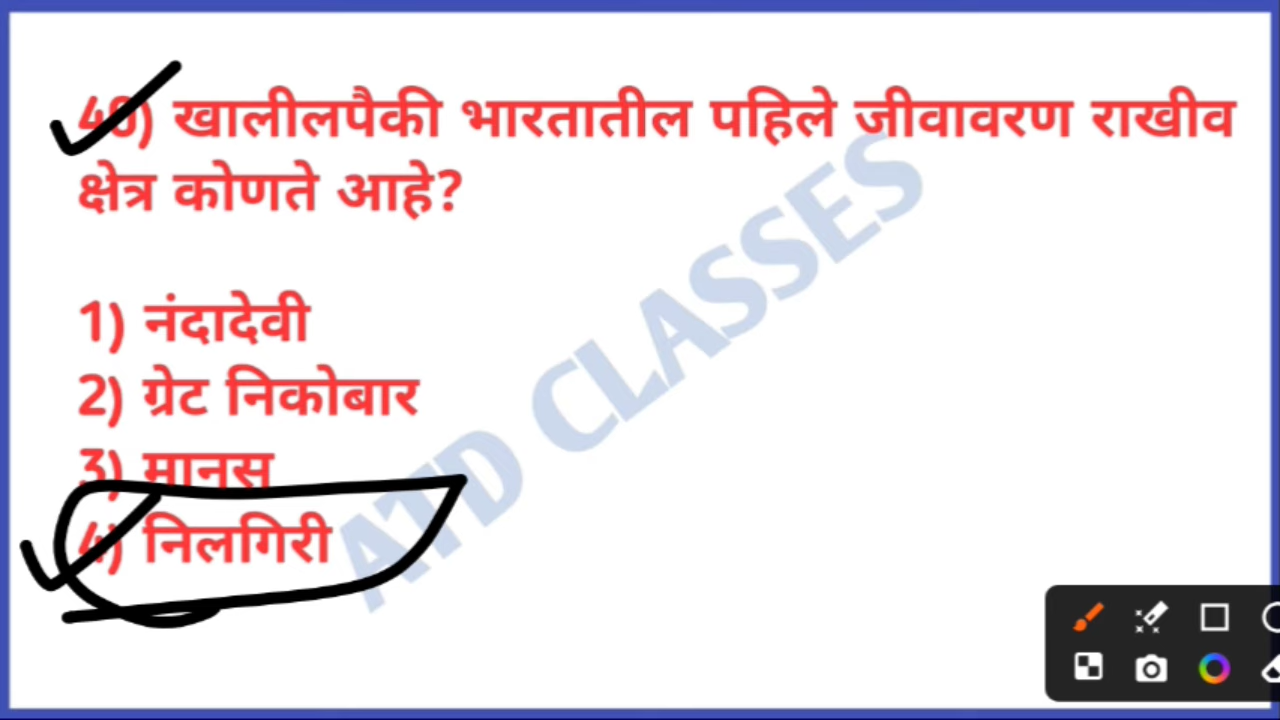 40) खालीलपैकी भारतातील पहिले जीवावरण राखीव
क्षेत्र कोणते आहे?
1) नंदादेवी
2) ग्रेट निकोबार
3) मानस
4) निलगिरी
ATD CLASSES